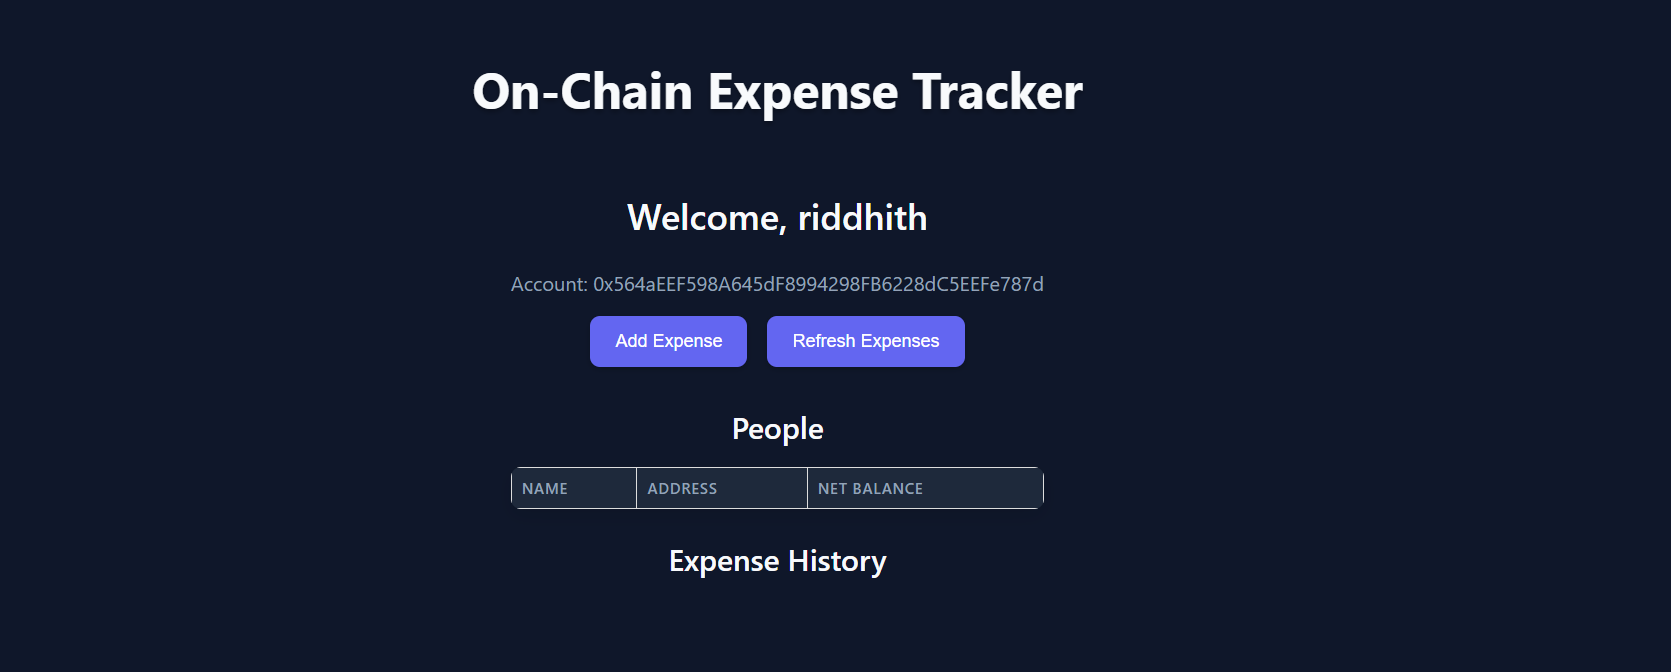 On-Chain Expense Tracker
Welcome, riddhith
Account: 0x564aEEF598A645dF8994298FB6228dC5EEFe787d
Add Expense Refresh Expenses
People
NAME ADDRESS NET BALANCE
Expense History